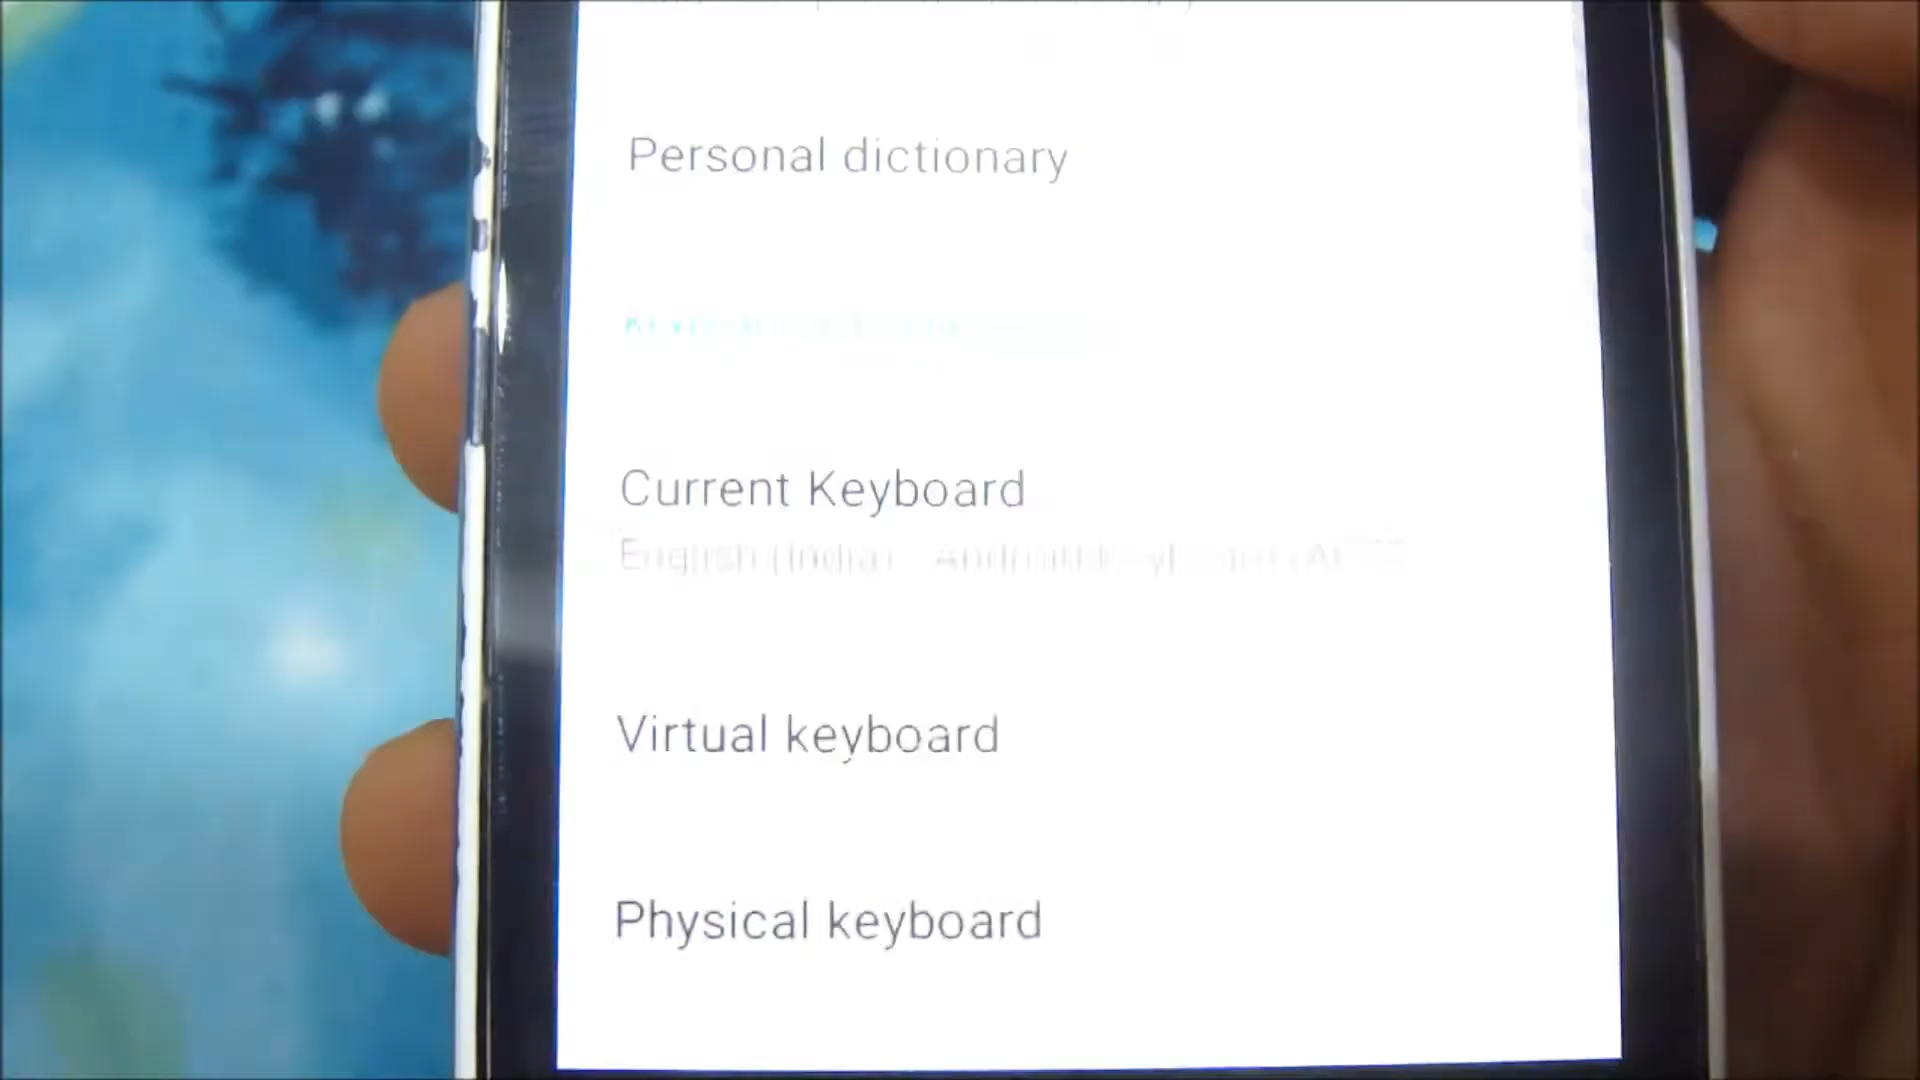 Personal dictionary
Current Keyboard
English (India) - Android Keyboard (AOSP)
Virtual keyboard
Physical keyboard